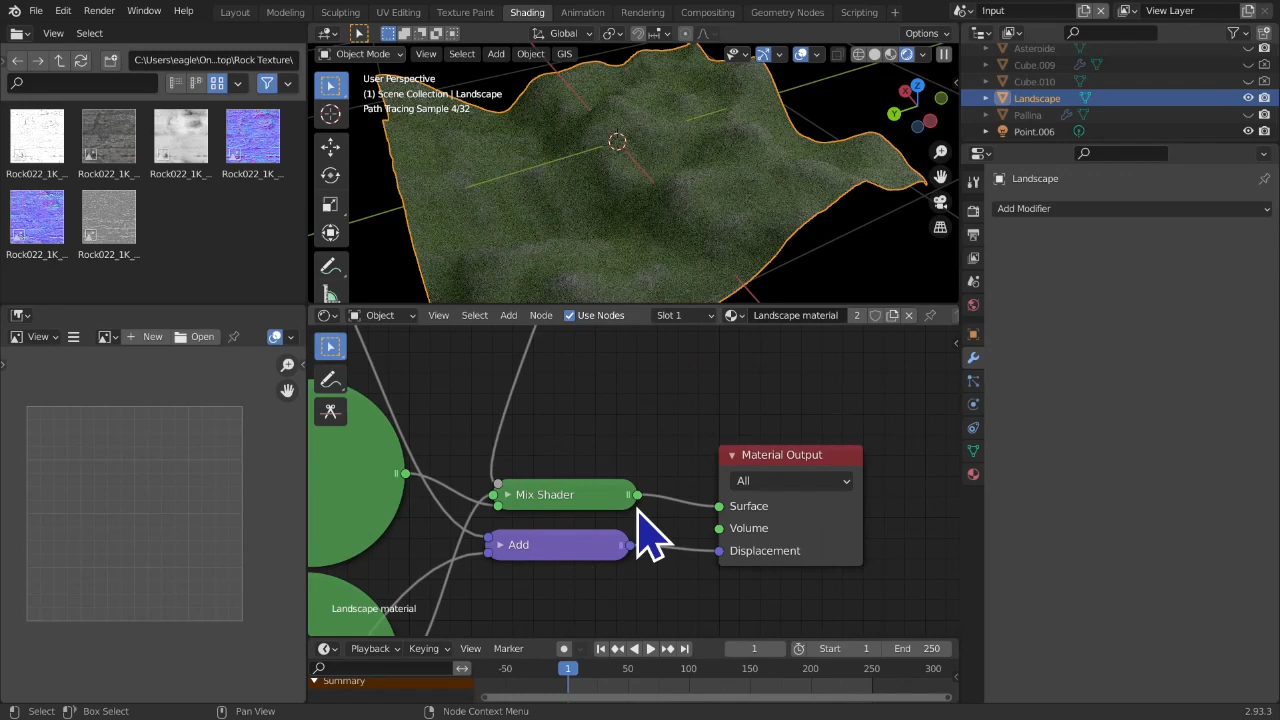 File Edit Render Window Help Layout Modeling Sculpting UV Editing Texture Paint Shading Animation Rendering Compositing Geometry Nodes Scripting + Input View Layer
View Select
C:\Users\eagle\On...top\Rock Texture\
Rock022_1K_... Rock022_1K_... Rock022_1K_... Rock022_1K_...
Rock022_1K_... Rock022_1K_...
Global Options
Object Mode View Select Add Object GIS
User Perspective
(1) Scene Collection | Landscape
Path Tracing Sample 4/32
Z
X
Y
Asteroide
Cube.009
Cube.010
Landscape
Pallina
Point.006
Landscape
Add Modifier
View New Open
Object View Select Add Node Use Nodes Slot 1 Landscape material 2
Mix Shader
Add
Material Output
All
Surface
Volume
Displacement
Landscape material
Playback Keying View Marker 1 Start 1 End 250
-50 1 50 100 150 200 250 300
Summary
Select Box Select Pan View Node Context Menu 2.93.3